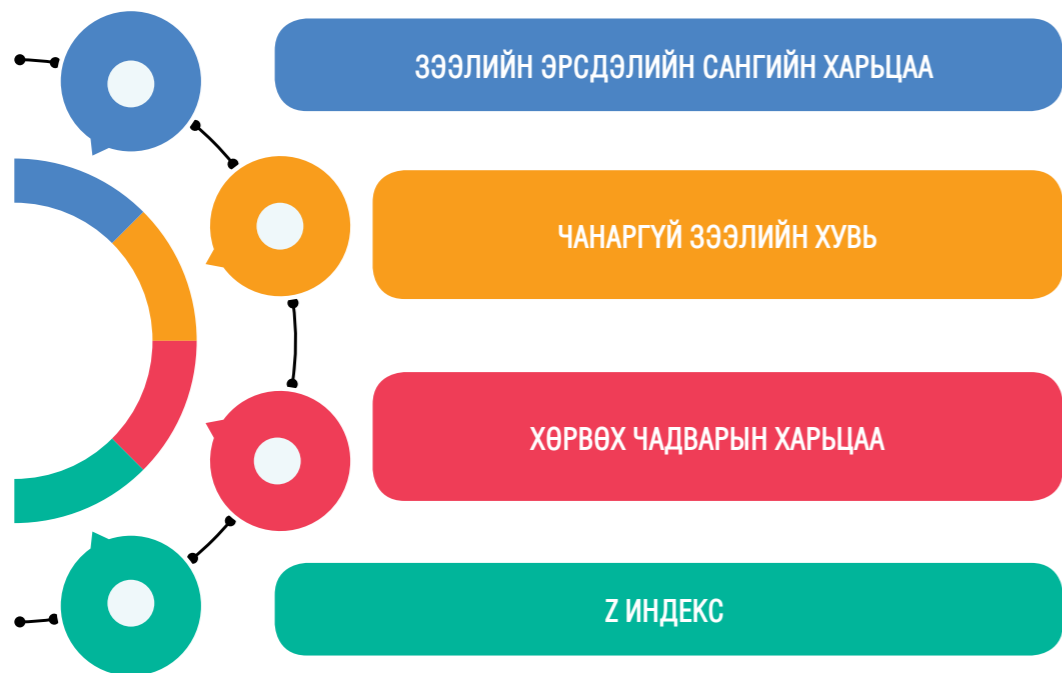 ЗЭЭЛИЙН ЭРСДЭЛИЙН САНГИЙН ХАРЬЦАА
ЧАНАРГҮЙ ЗЭЭЛИЙН ХУВЬ
ХӨРВӨХ ЧАДВАРЫН ХАРЬЦАА
Z ИНДЕКС